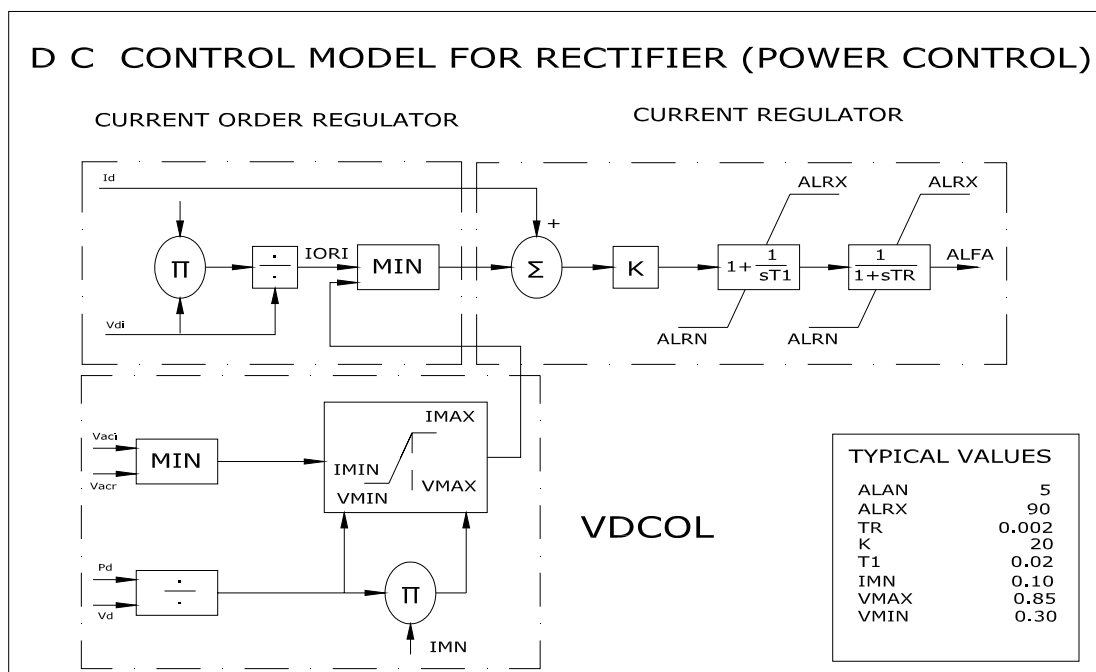 D C CONTROL MODEL FOR RECTIFIER (POWER CONTROL)
CURRENT ORDER REGULATOR
CURRENT REGULATOR
Id
ALRX
ALRX
+
Π
÷
IORI
MIN
Σ
K
1+ 1/sT1
1/1+sTR
ALFA
Vdi
ALRN
ALRN
Vaci
Vacr
MIN
IMAX
IMIN
VMIN
VMAX
VDCOL
Pd
Vd
÷
Π
IMN
TYPICAL VALUES
ALAN 5
ALRX 90
TR 0.002
K 20
T1 0.02
IMN 0.10
VMAX 0.85
VMIN 0.30